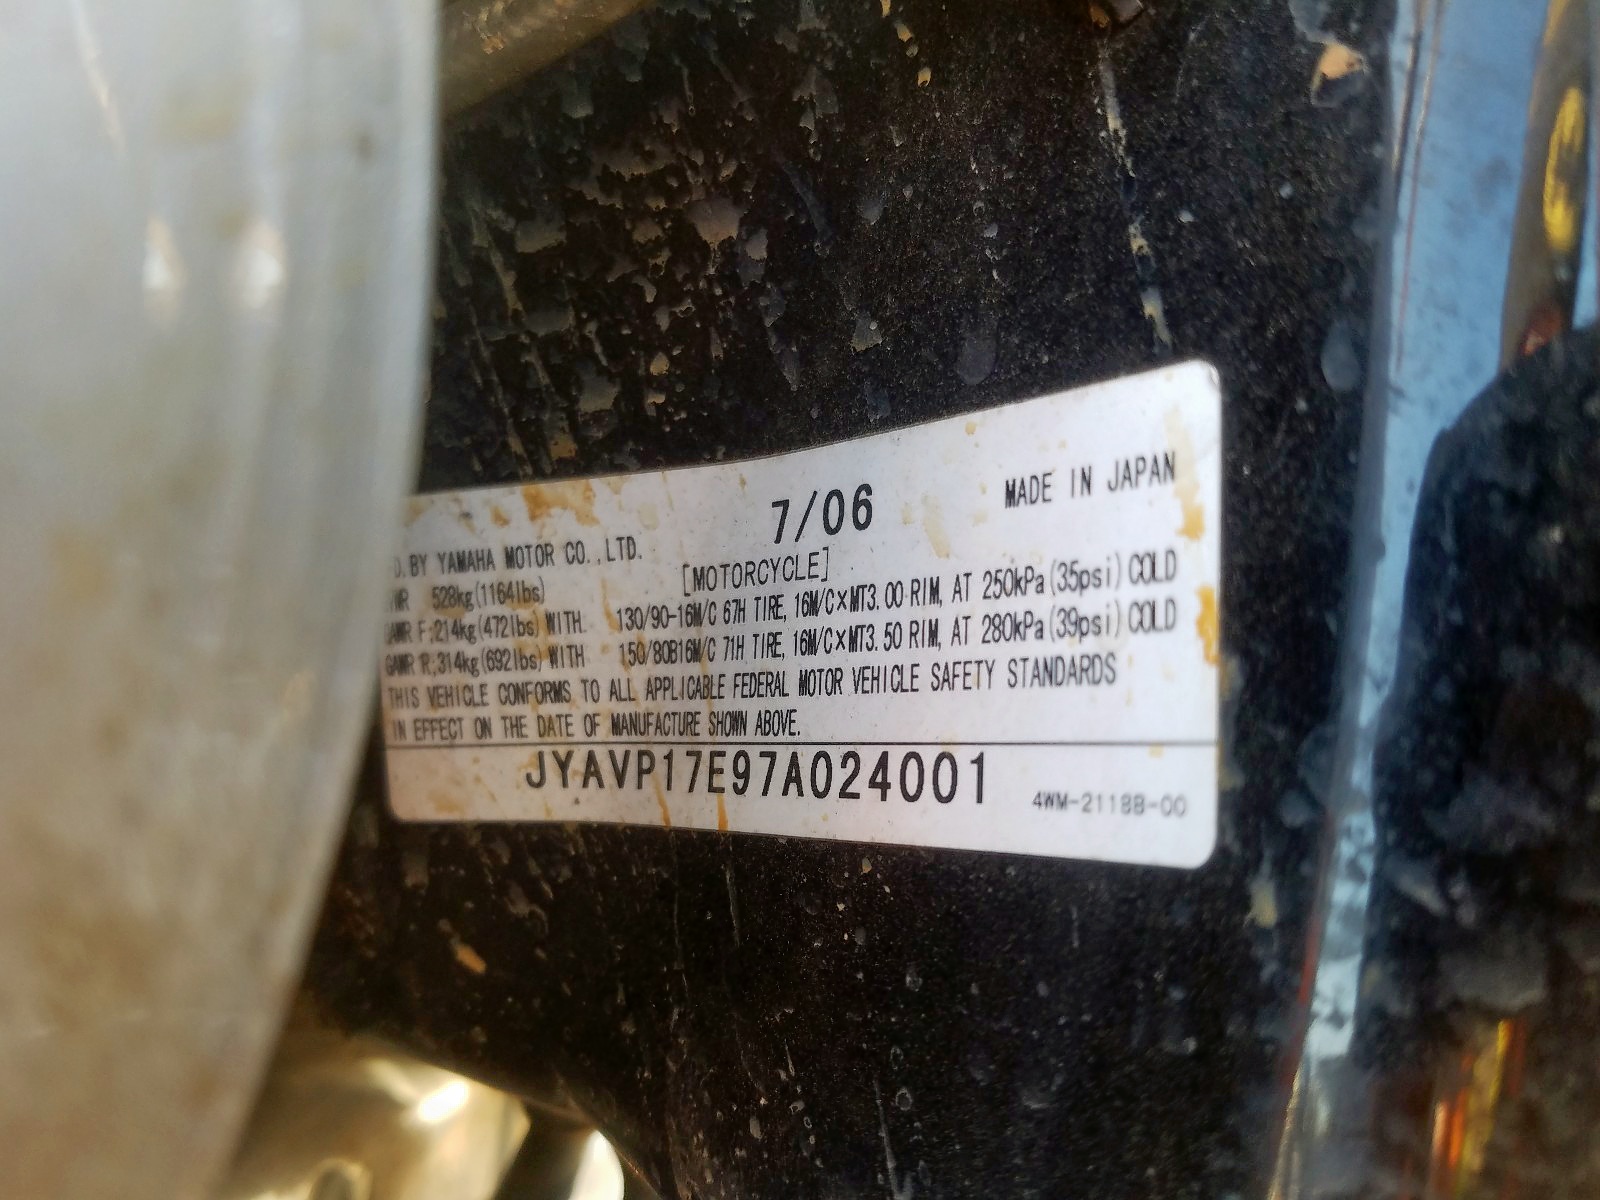 7/06 MADE IN JAPAN
D. BY YAMAHA MOTOR CO.,LTD.
[MOTORCYCLE]
528kg(1164lbs)
GAWR F;214kg(472lbs) WITH 130/90-16M/C 67H TIRE, 16M/C×MT3.00 RIM, AT 250kPa(35psi) COLD
GAWR R;314kg(692lbs) WITH 150/80B16M/C 71H TIRE, 16M/C×MT3.50 RIM, AT 280kPa(39psi) COLD
THIS VEHICLE CONFORMS TO ALL APPLICABLE FEDERAL MOTOR VEHICLE SAFETY STANDARDS
IN EFFECT ON THE DATE OF MANUFACTURE SHOWN ABOVE.
JYAVP17E97A024001
4WM-2118B-00